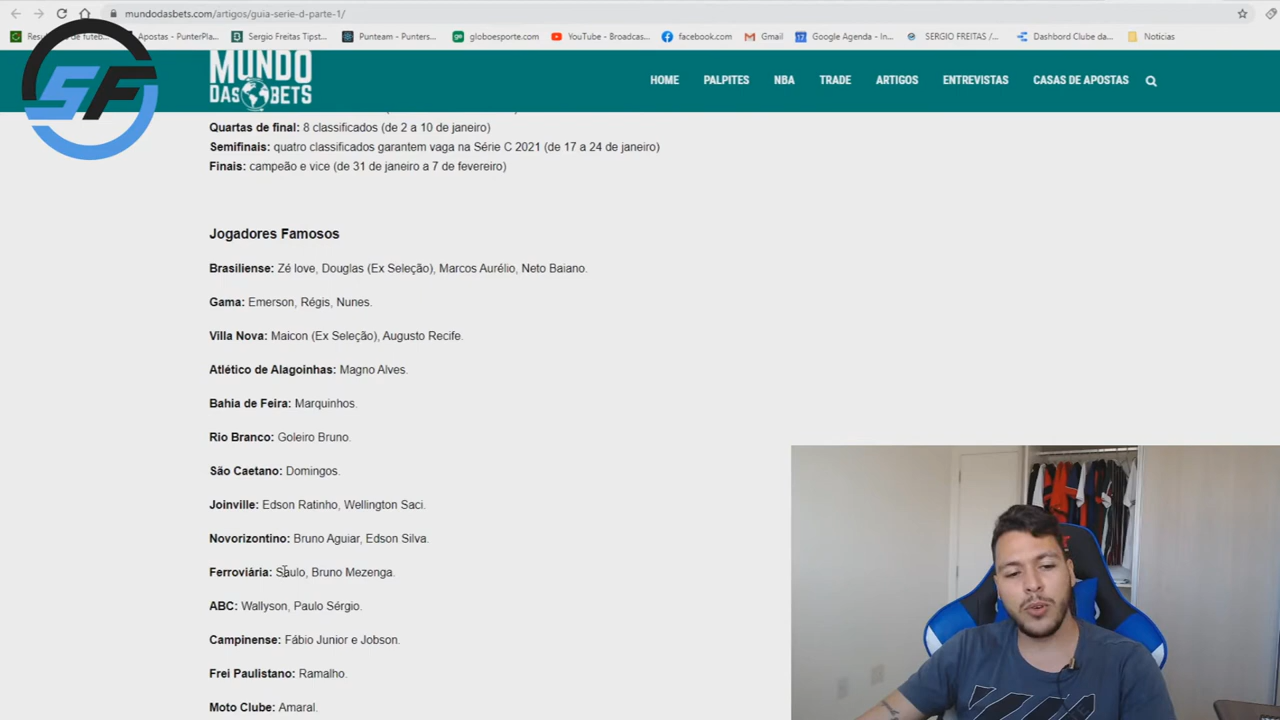 mundodasbets.com/artigos/guia-serie-d-parte-1/
Resultados de futeb... Apostas - PunterPla... Sergio Freitas Tipst... Punteam - Punters... globoesporte.com YouTube - Broadcas... facebook.com Gmail Google Agenda - In... SERGIO FREITAS /... Dashbord Clube da... Noticias
SF
MUNDO
DAS BETS
HOME PALPITES NBA TRADE ARTIGOS ENTREVISTAS CASAS DE APOSTAS
Quartas de final: 8 classificados (de 2 a 10 de janeiro)
Semifinais: quatro classificados garantem vaga na Série C 2021 (de 17 a 24 de janeiro)
Finais: campeão e vice (de 31 de janeiro a 7 de fevereiro)
Jogadores Famosos
Brasiliense: Zé love, Douglas (Ex Seleção), Marcos Aurélio, Neto Baiano.
Gama: Emerson, Régis, Nunes.
Villa Nova: Maicon (Ex Seleção), Augusto Recife.
Atlético de Alagoinhas: Magno Alves.
Bahia de Feira: Marquinhos.
Rio Branco: Goleiro Bruno.
São Caetano: Domingos.
Joinville: Edson Ratinho, Wellington Saci.
Novorizontino: Bruno Aguiar, Edson Silva.
Ferroviária: Saulo, Bruno Mezenga.
ABC: Wallyson, Paulo Sérgio.
Campinense: Fábio Junior e Jobson.
Frei Paulistano: Ramalho.
Moto Clube: Amaral.